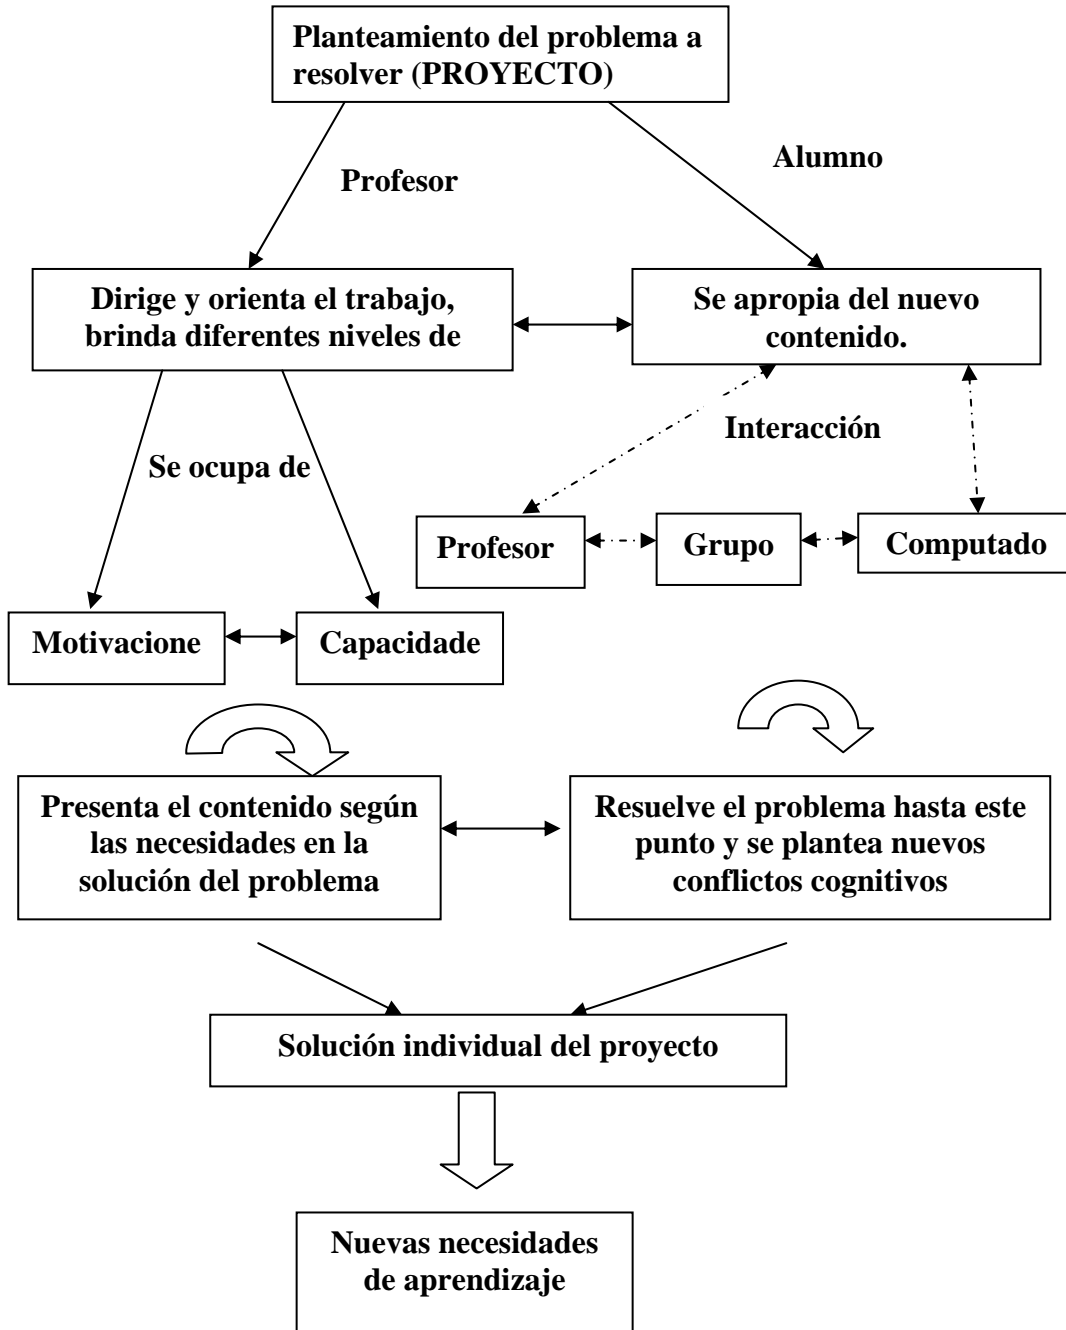 Planteamiento del problema a
resolver (PROYECTO)
Alumno
Profesor
Dirige y orienta el trabajo,
brinda diferentes niveles de
Se apropia del nuevo
contenido.
Interacción
Se ocupa de
Profesor
Grupo
Computado
Motivacione
Capacidade
Presenta el contenido según
las necesidades en la
solución del problema
Resuelve el problema hasta este
punto y se plantea nuevos
conflictos cognitivos
Solución individual del proyecto
Nuevas necesidades
de aprendizaje